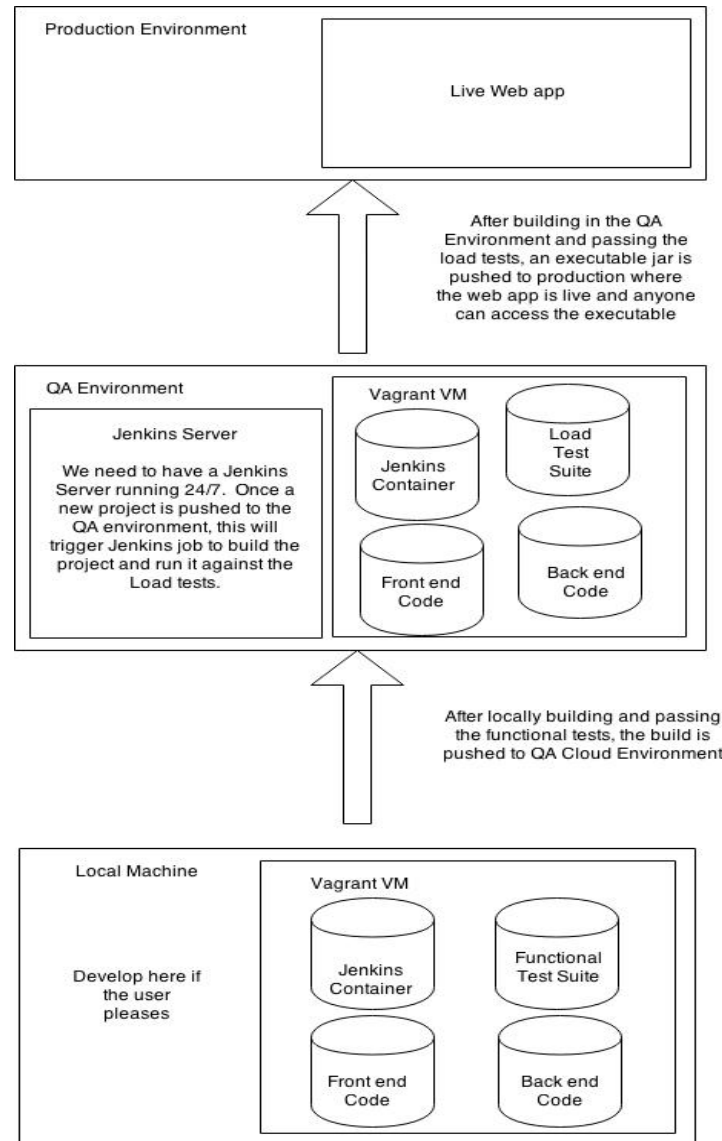 Production Environment
Live Web app
After building in the QA
Environment and passing the
load tests, an executable jar is
pushed to production where
the web app is live and anyone
can access the executable
QA Environment
Jenkins Server
We need to have a Jenkins
Server running 24/7. Once a
new project is pushed to the
QA environment, this will
trigger Jenkins job to build the
project and run it against the
Load tests.
Vagrant VM
Jenkins
Container
Load
Test
Suite
Front end
Code
Back end
Code
After locally building and passing
the functional tests, the build is
pushed to QA Cloud Environment
Local Machine
Develop here if
the user
pleases
Vagrant VM
Jenkins
Container
Functional
Test Suite
Front end
Code
Back end
Code